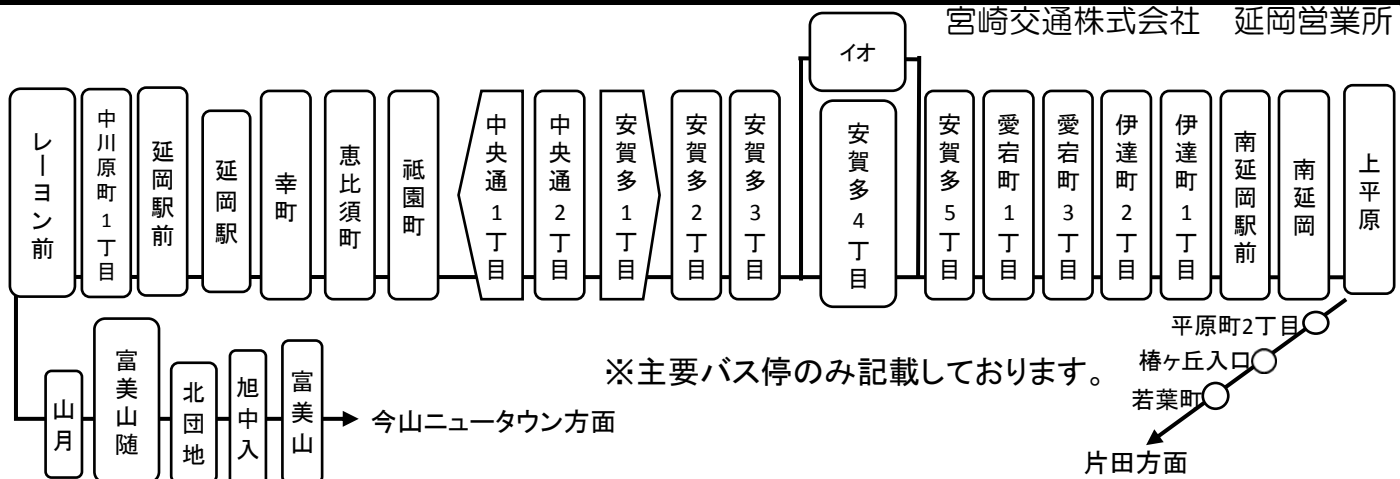 宮崎交通株式会社　延岡営業所
イオ
レーヨン前
中川原町1丁目
延岡駅前
延岡駅
幸町
恵比須町
祇園町
中央通1丁目
中央通2丁目
安賀多1丁目
安賀多2丁目
安賀多3丁目
安賀多4丁目
安賀多5丁目
愛宕町1丁目
愛宕町3丁目
伊達町2丁目
伊達町1丁目
南延岡駅前
南延岡
上平原
平原町2丁目
椿ヶ丘入口
若葉町
片田方面
※主要バス停のみ記載しております。
山月
富美山随
北団地
旭中入
富美山
今山ニュータウン方面